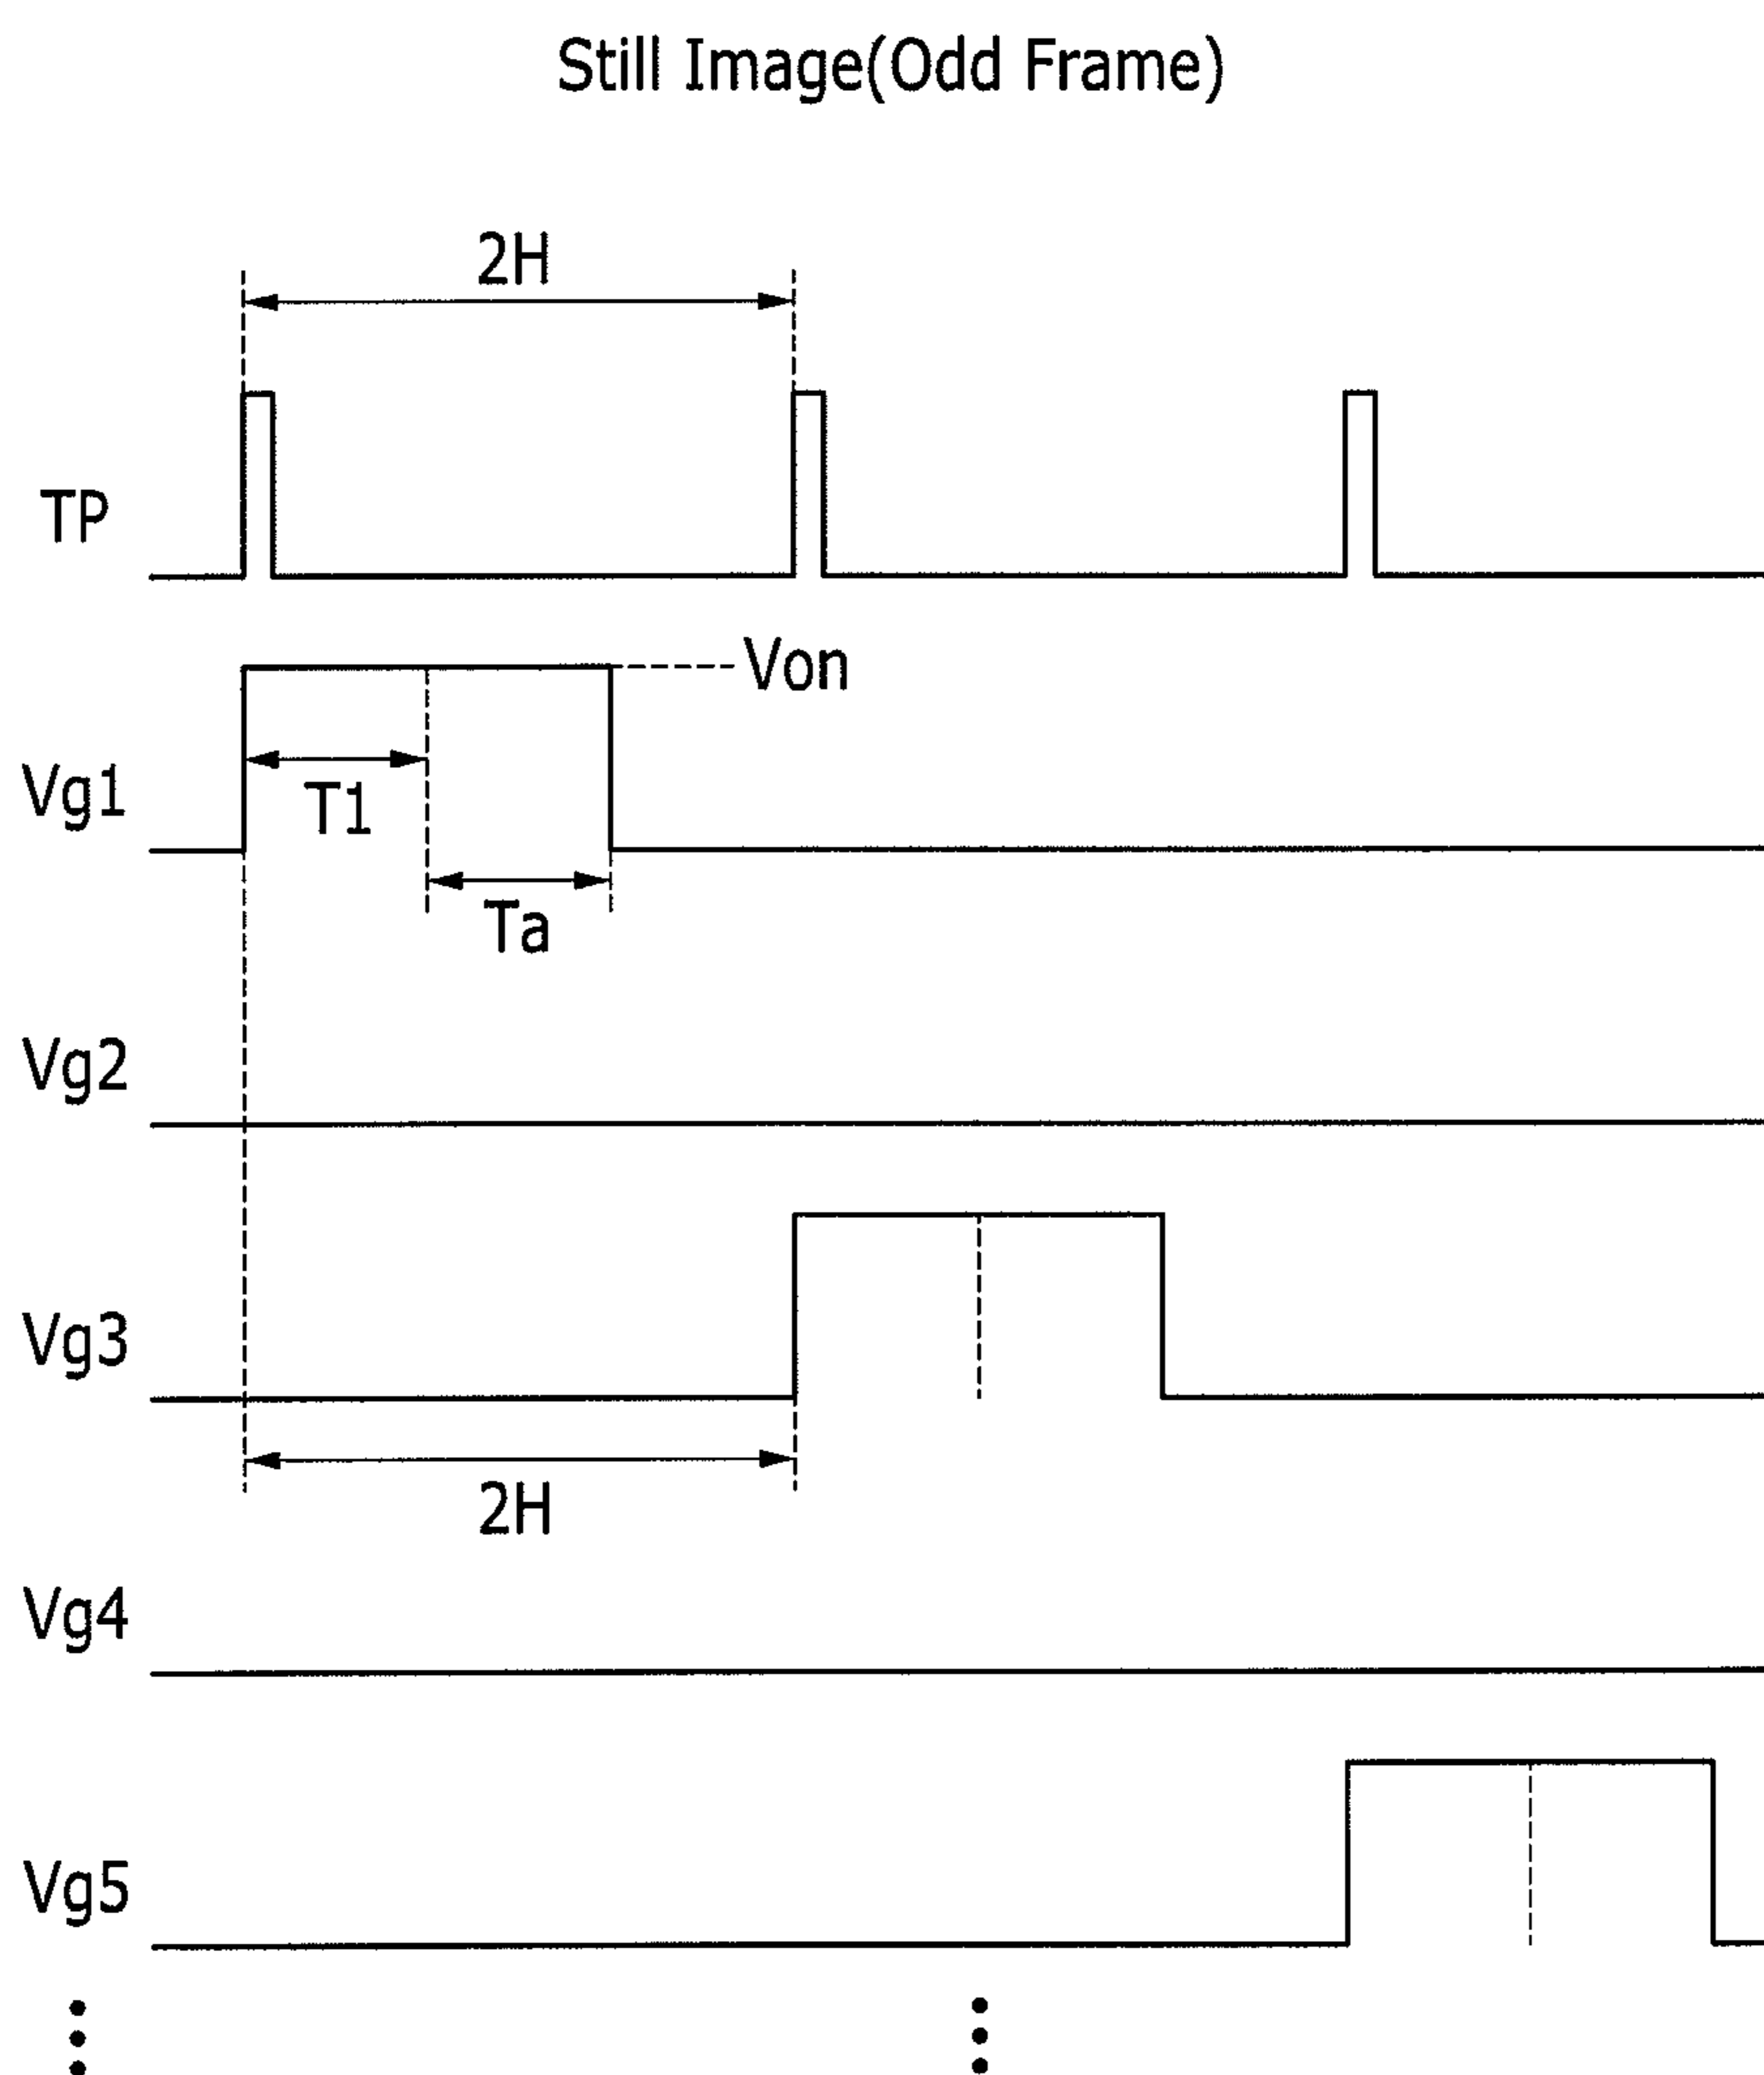 Still Image(Odd Frame)
2H
TP
Von
Vg1
T1
Ta
Vg2
Vg3
2H
Vg4
Vg5